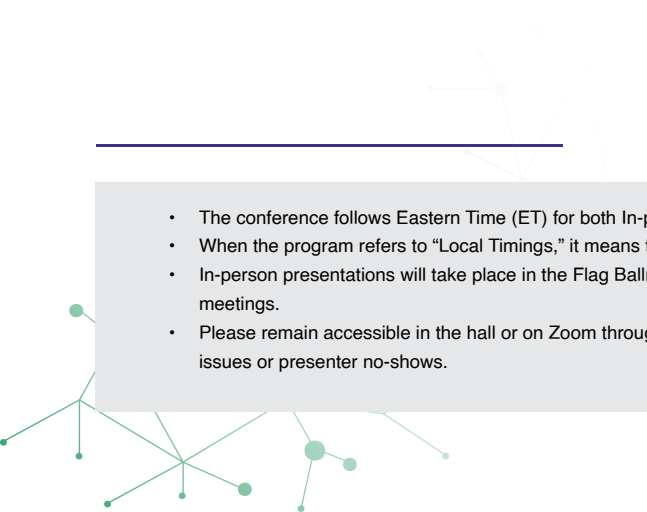 • The conference follows Eastern Time (ET) for both
• When the program refers to “Local Timings,” it means
• In-person presentations will take place in the Flag
meetings.
• Please remain accessible in the hall or on Zoom
issues or presenter no-shows.